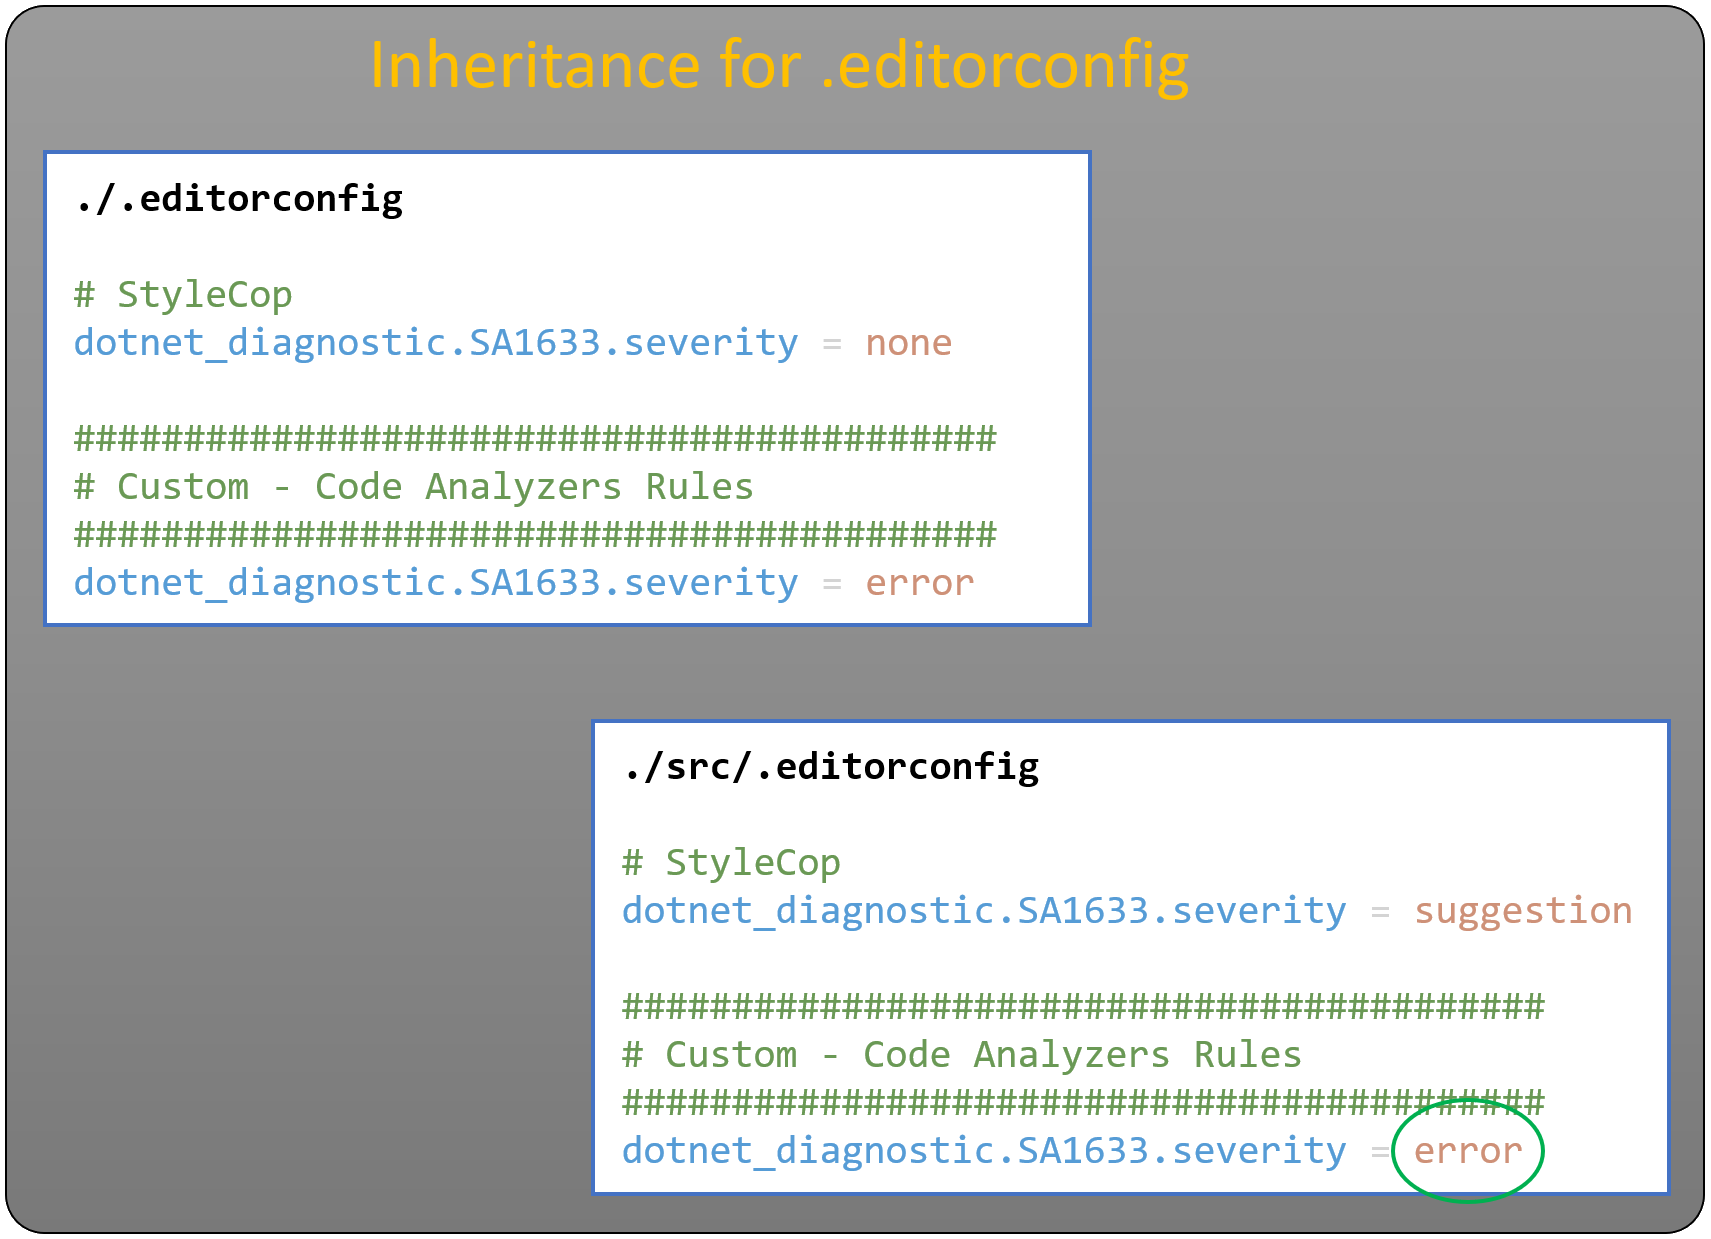 Inheritance for .editorconfig
./.editorconfig
# StyleCop
dotnet_diagnostic.SA1633.severity = none
##########################################
# Custom - Code Analyzers Rules
##########################################
dotnet_diagnostic.SA1633.severity = error
./src/.editorconfig
# StyleCop
dotnet_diagnostic.SA1633.severity = suggestion
##########################################
# Custom - Code Analyzers Rules
##########################################
dotnet_diagnostic.SA1633.severity = error